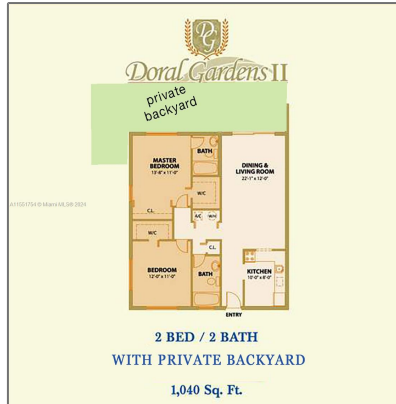 DG
Doral Gardens II
private
backyard
BATH
MASTER
BEDROOM
13'-8" x 11'-0"
DINING &
LIVING ROOM
22'-1" x 12'-0"
W/C
C.L.
A/C
W/H
W/C
C.L.
BEDROOM
12'-0" x 11'-0"
BATH
KITCHEN
10'-0" x 8'-0"
ENTRY
2 BED / 2 BATH
WITH PRIVATE BACKYARD
1,040 Sq. Ft.